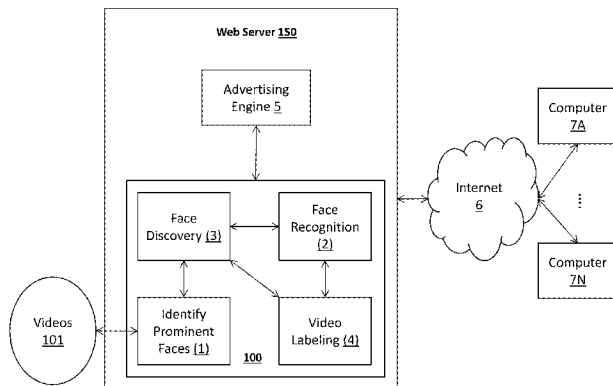 Web Server 150
Advertising
Engine 5
Face
Discovery (3)
Face
Recognition
(2)
Identify
Prominent
Faces (1)
Video
Labeling (4)
100
Videos
101
Internet
6
Computer
7A
....
Computer
7N